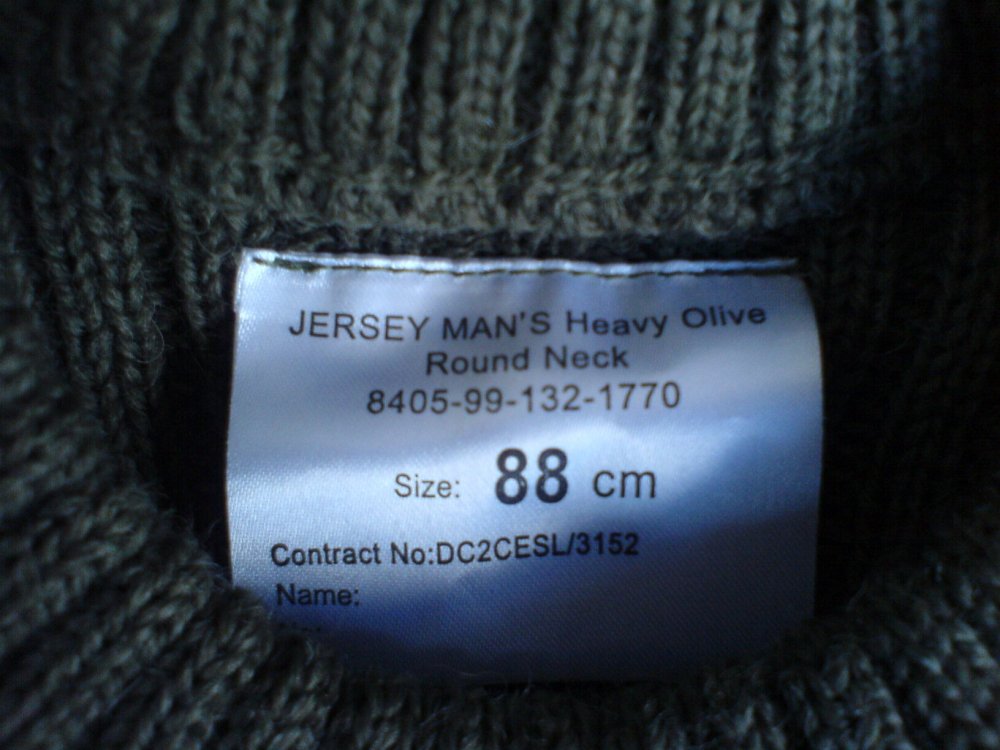 JERSEY MAN'S Heavy Olive
Round Neck
8405-99-132-1770
Size: 88 cm
Contract No:DC2CESL/3152
Name: